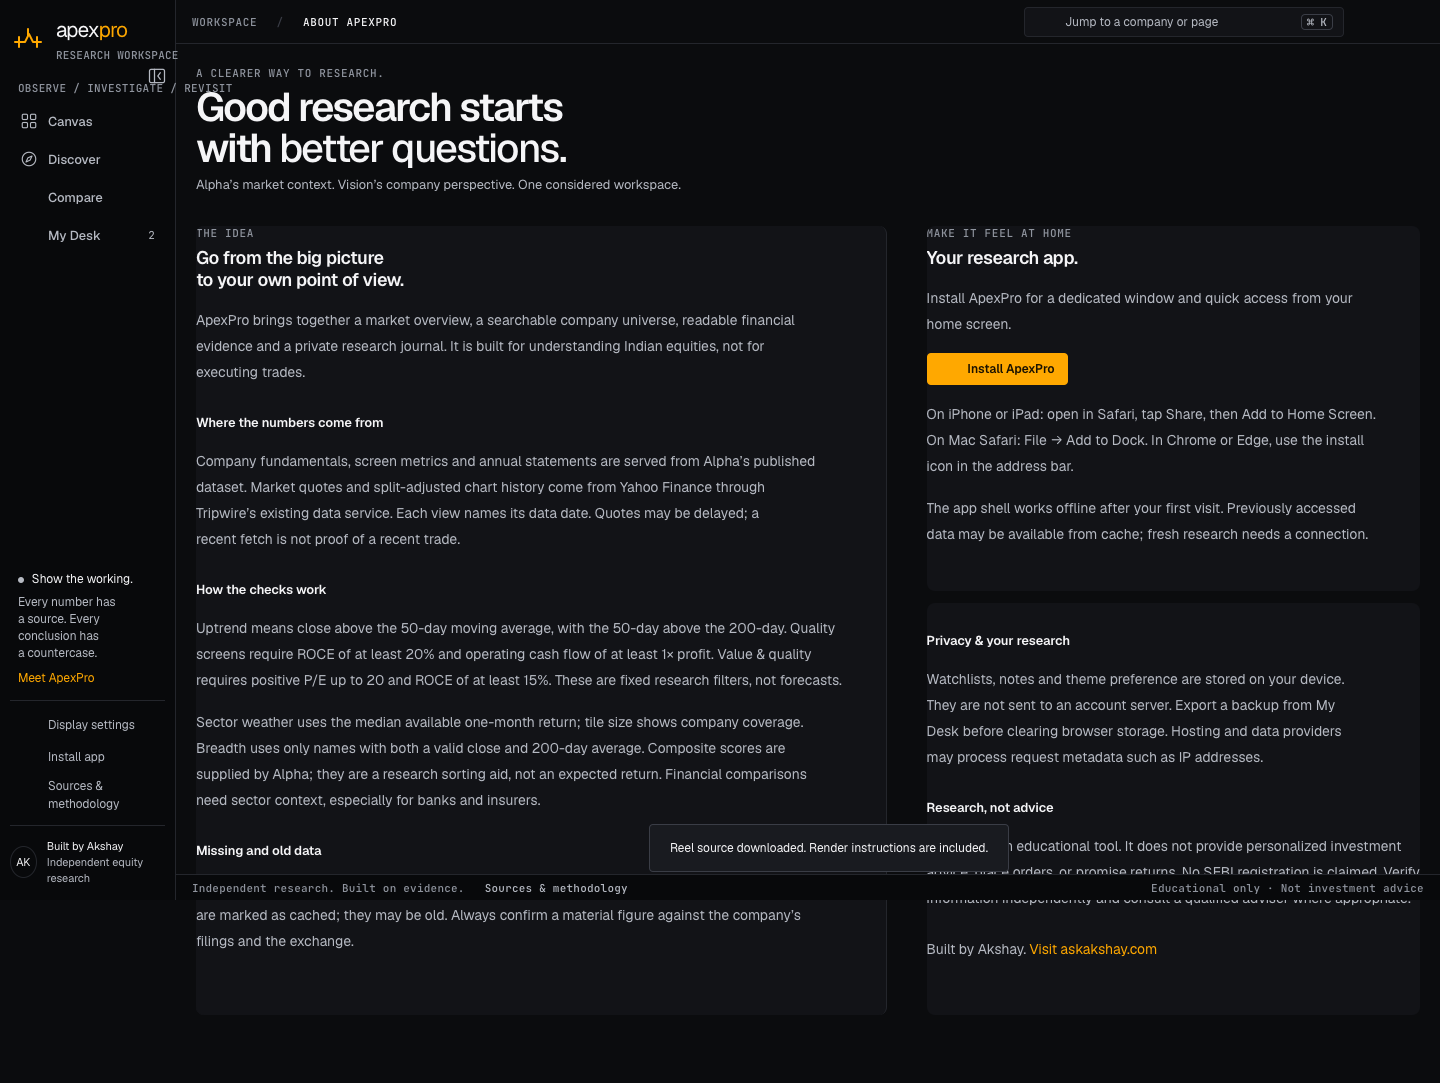 apexpro
RESEARCH WORKSPACE
OBSERVE / INVESTIGATE / REVISIT
Canvas
Discover
Compare
My Desk 2
Show the working.
Every number has
a source. Every
conclusion has
a countercase.
Meet ApexPro
Display settings
Install app
Sources &
methodology
AK
Built by Akshay
Independent equity
research
WORKSPACE / ABOUT APEXPRO
Jump to a company or page ⌘ K
A CLEARER WAY TO RESEARCH.
Good research starts
with better questions.
Alpha's market context. Vision's company perspective. One considered workspace.
THE IDEA
Go from the big picture
to your own point of view.
ApexPro brings together a market overview, a searchable company universe, readable financial
evidence and a private research journal. It is built for understanding Indian equities, not for
executing trades.
Where the numbers come from
Company fundamentals, screen metrics and annual statements are served from Alpha's published
dataset. Market quotes and split-adjusted chart history come from Yahoo Finance through
Tripwire's existing data service. Each view names its data date. Quotes may be delayed; a
recent fetch is not proof of a recent trade.
How the checks work
Uptrend means close above the 50-day moving average, with the 50-day above the 200-day. Quality
screens require ROCE of at least 20% and operating cash flow of at least 1× profit. Value & quality
requires positive P/E up to 20 and ROCE of at least 15%. These are fixed research filters, not forecasts.
Sector weather uses the median available one-month return; tile size shows company coverage.
Breadth uses only names with both a valid close and 200-day average. Composite scores are
supplied by Alpha; they are a research sorting aid, not an expected return. Financial comparisons
need sector context, especially for banks and insurers.
Missing and old data
are marked as cached; they may be old. Always confirm a material figure against the company's
filings and the exchange.
MAKE IT FEEL AT HOME
Your research app.
Install ApexPro for a dedicated window and quick access from your
home screen.
Install ApexPro
On iPhone or iPad: open in Safari, tap Share, then Add to Home Screen.
On Mac Safari: File → Add to Dock. In Chrome or Edge, use the install
icon in the address bar.
The app shell works offline after your first visit. Previously accessed
data may be available from cache; fresh research needs a connection.
Privacy & your research
Watchlists, notes and theme preference are stored on your device.
They are not sent to an account server. Export a backup from My
Desk before clearing browser storage. Hosting and data providers
may process request metadata such as IP addresses.
Research, not advice
educational tool. It does not provide personalized investment
orders, or promise returns. No SEBI registration is claimed. Verify
information independently and consult a qualified adviser where appropriate.
Built by Akshay. Visit askakshay.com
Reel source downloaded. Render instructions are included.
Independent research. Built on evidence. Sources & methodology
Educational only · Not investment advice